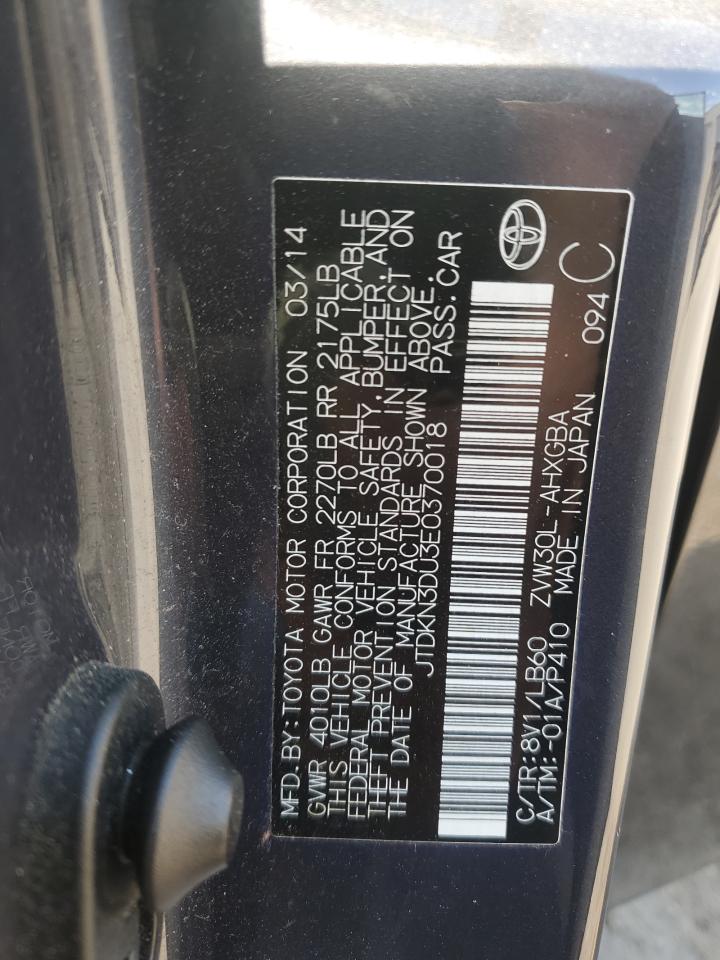 MFD.BY:TOYOTA MOTOR CORPORATION 03/14
GVWR 4010LB GAWR FR 2270LB RR 2175LB
THIS VEHICLE CONFORMS TO ALL APPLICABLE
FEDERAL MOTOR VEHICLE SAFETY, BUMPER, AND
THEFT PREVENTION STANDARDS IN EFFECT ON
THE DATE OF MANUFACTURE SHOWN ABOVE.
JTDKN3DU3E0370018 PASS.CAR
C/TR:8V1/LB60 ZVW30L-AHXGBA 094 C
A/TM:-01A/P410 MADE IN JAPAN